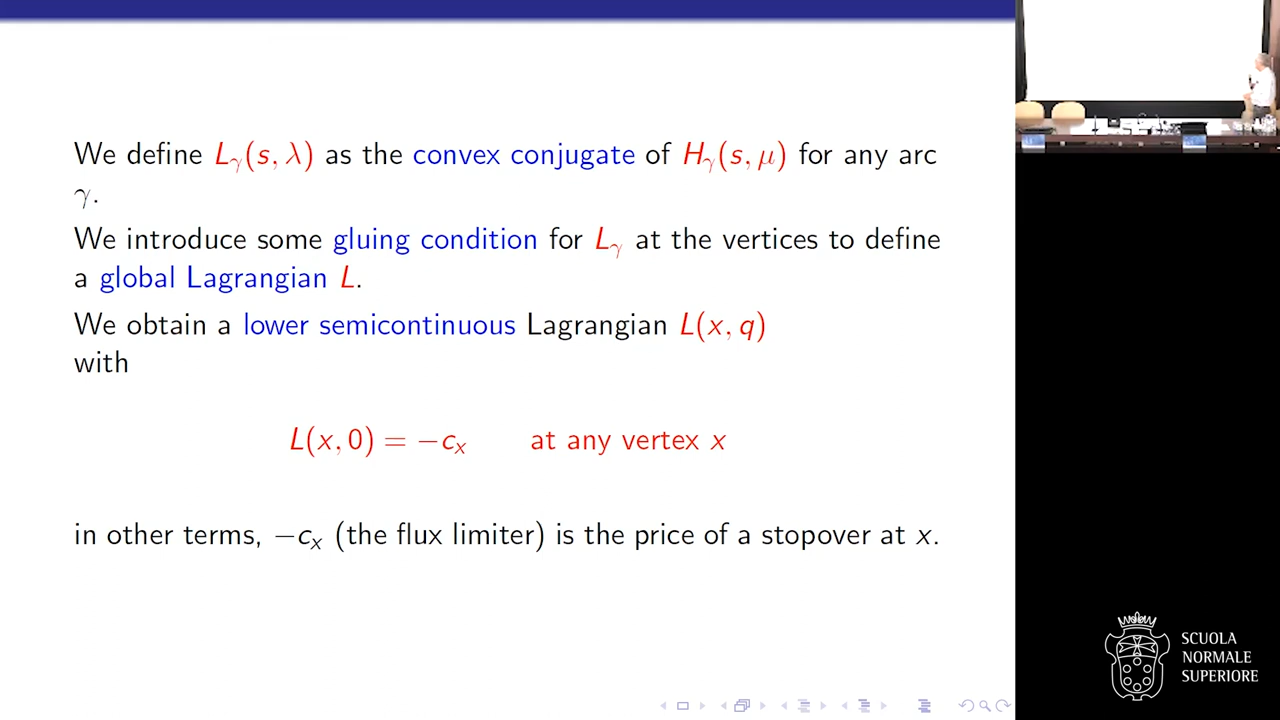 We define Lγ(s, λ) as the convex conjugate of Hγ(s, μ) for any arc
γ.
We introduce some gluing condition for Lγ at the vertices to define
a global Lagrangian L.
We obtain a lower semicontinuous Lagrangian L(x, q)
with
L(x, 0) = −cₓ at any vertex x
in other terms, −cₓ (the flux limiter) is the price of a stopover at x.
SCUOLA
NORMALE
SUPERIORE